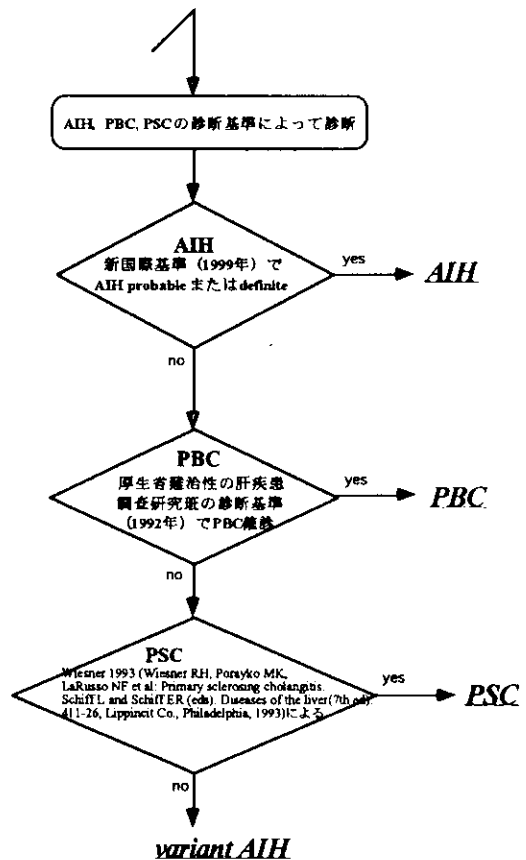 AIH, PBC, PSCの診断基準によって診断
AIH
新国際基準（1999年）で
AIH probable または definite
yes
AIH
no
PBC
厚生省難治性の肝疾患
調査研究班の診断基準
(1992年）でPBC確診
yes
PBC
no
PSC
Wiesner 1993 (Wiesner RH, Porayko MK,
LaRusso NF et al: Primary sclerosing cholangitis.
Schiff L and Schiff ER (eds). Diseases of the liver(7th ed).
411-26, Lippincit Co., Philadelphia, 1993)による
yes
PSC
no
variant AIH